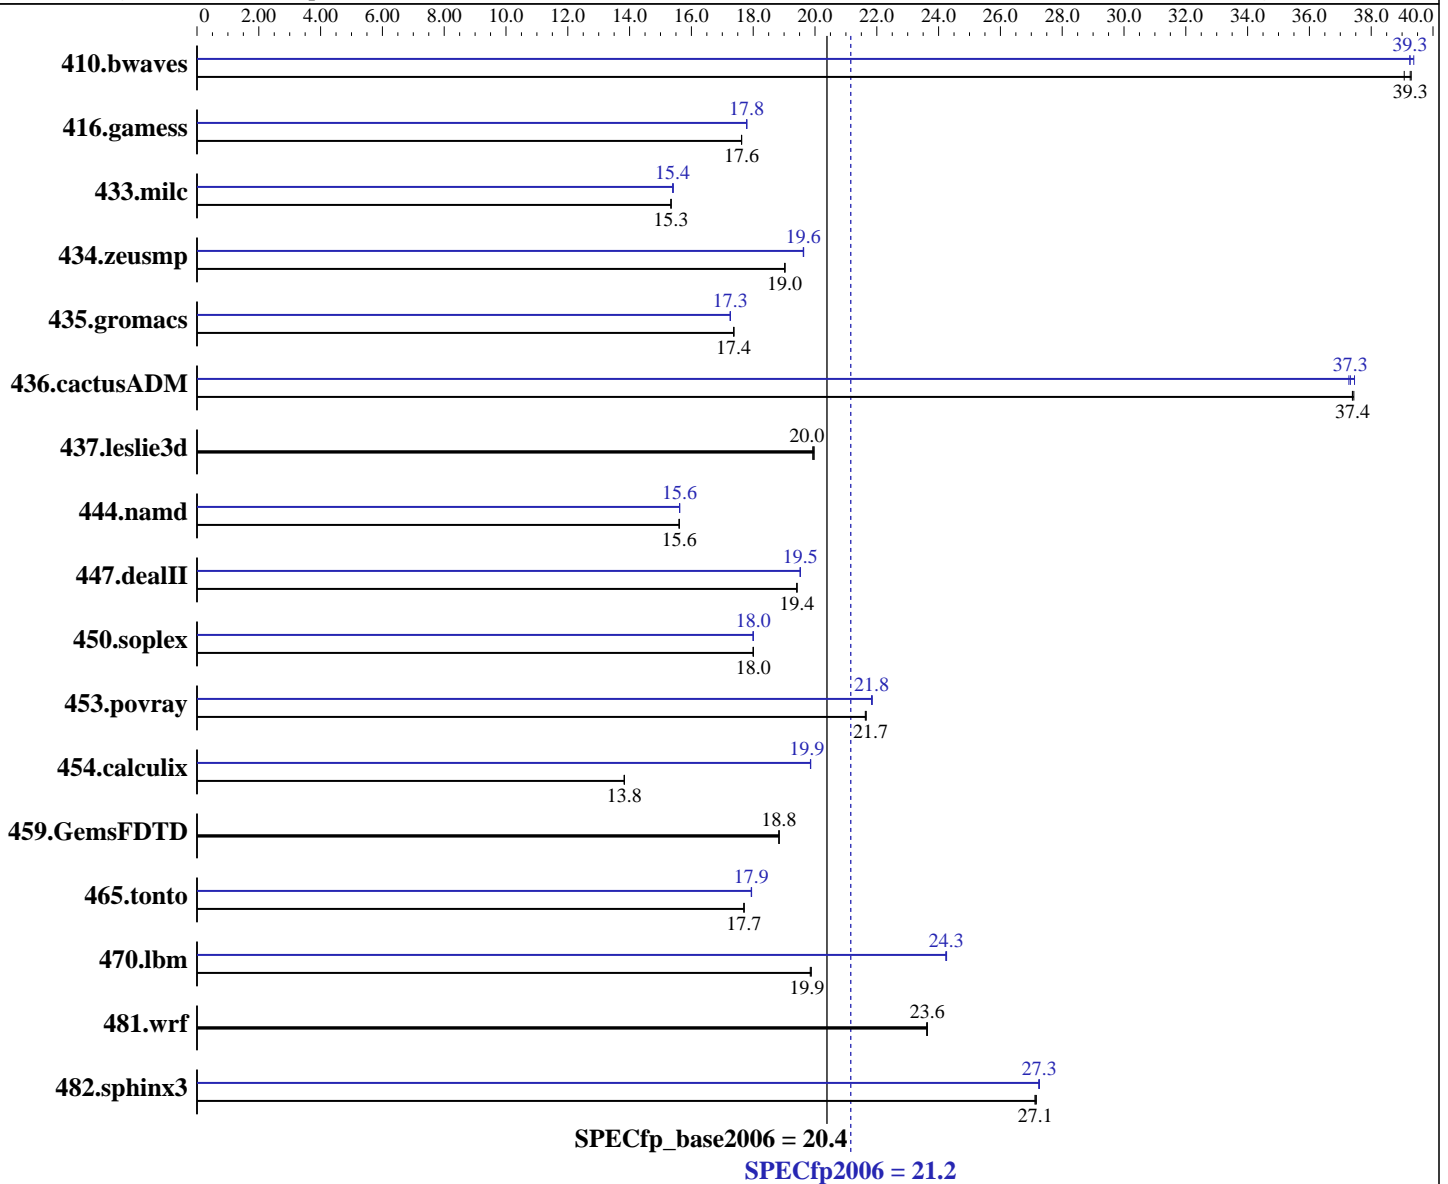 0 2.00 4.00 6.00 8.00 10.0 12.0 14.0 16.0 18.0 20.0 22.0 24.0 26.0 28.0 30.0 32.0 34.0 36.0 38.0 40.0
39.3
410.bwaves
39.3
17.8
416.gamess
17.6
15.4
433.milc
15.3
19.6
434.zeusmp
19.0
17.3
435.gromacs
17.4
37.3
436.cactusADM
37.4
20.0
437.leslie3d
15.6
444.namd
15.6
19.5
447.dealII
19.4
18.0
450.soplex
18.0
21.8
453.povray
21.7
19.9
454.calculix
13.8
18.8
459.GemsFDTD
17.9
465.tonto
17.7
24.3
470.lbm
19.9
23.6
481.wrf
27.3
482.sphinx3
27.1
SPECfp_base2006 = 20.4
SPECfp2006 = 21.2